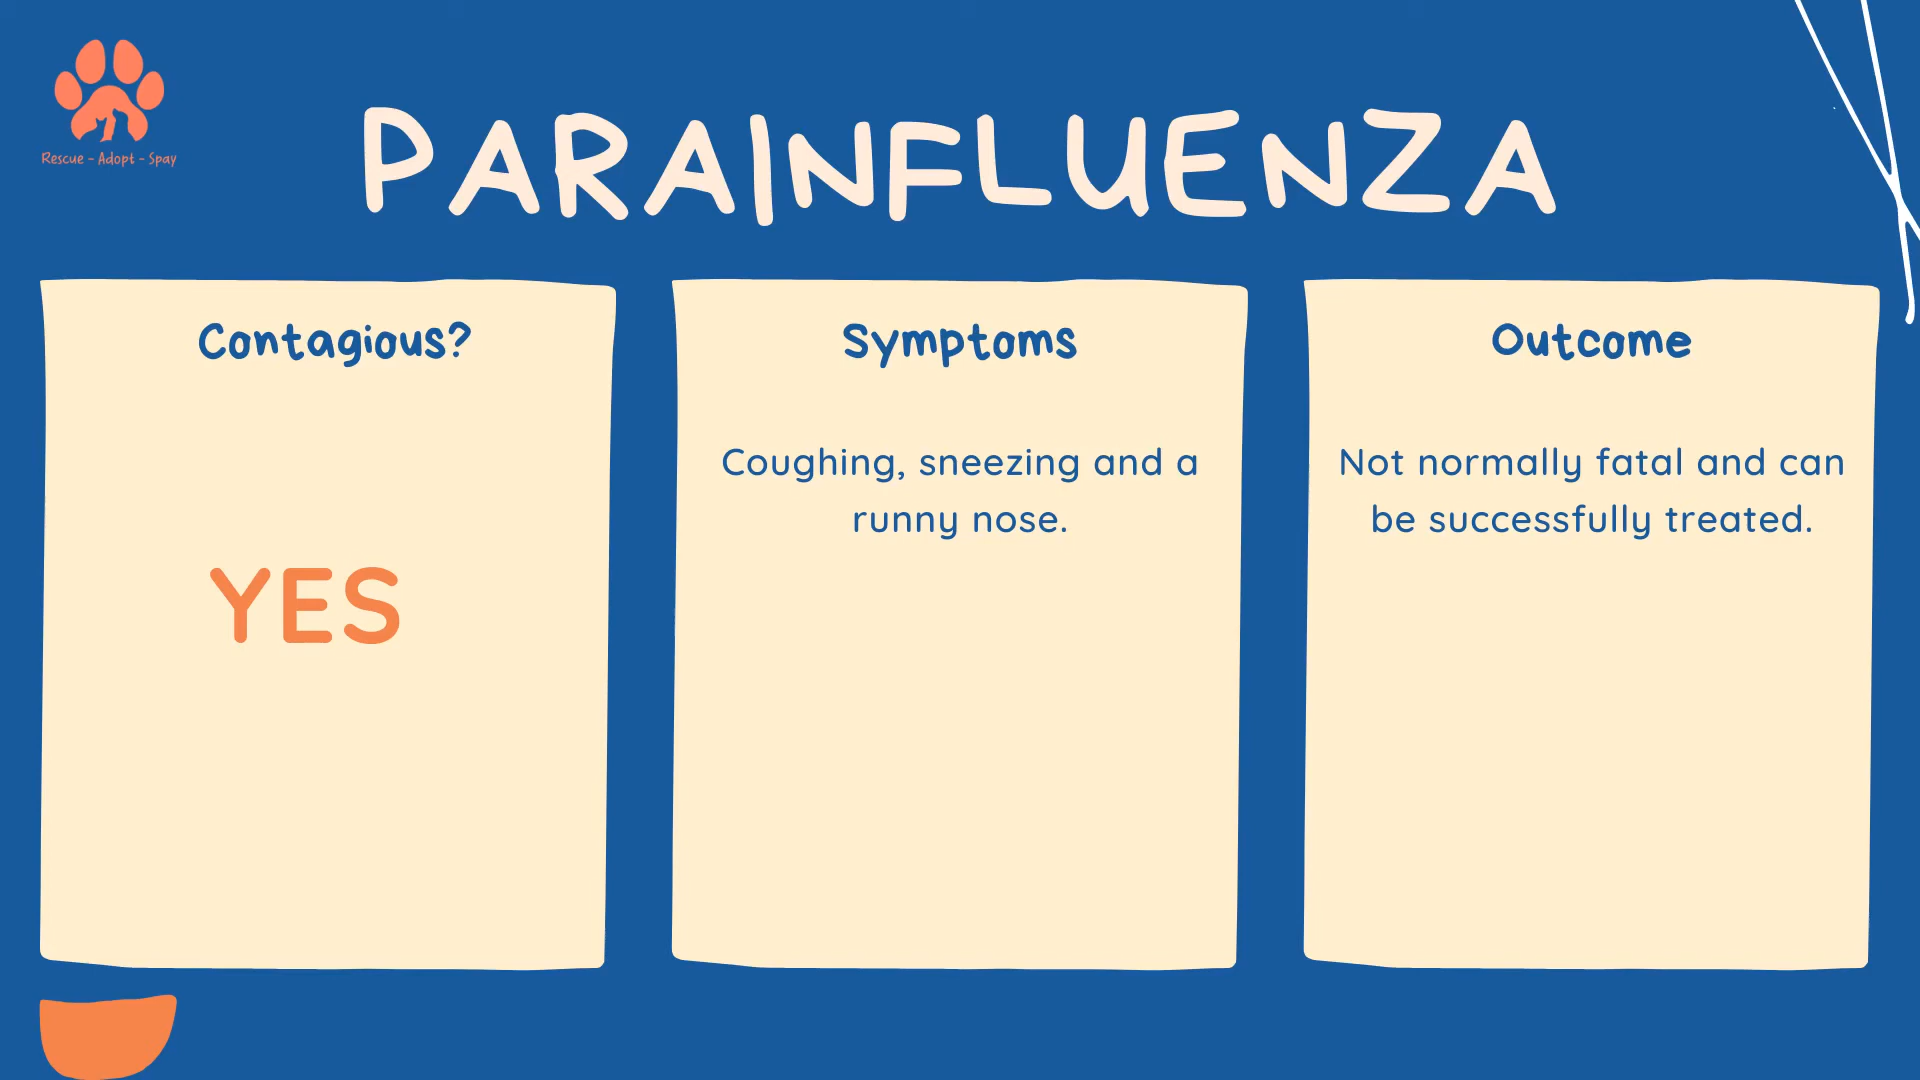 Rescue - Adopt - Spay
PARAINFLUENZA
Contagious?
YES
Symptoms
Coughing, sneezing and a
runny nose.
Outcome
Not normally fatal and can
be successfully treated.